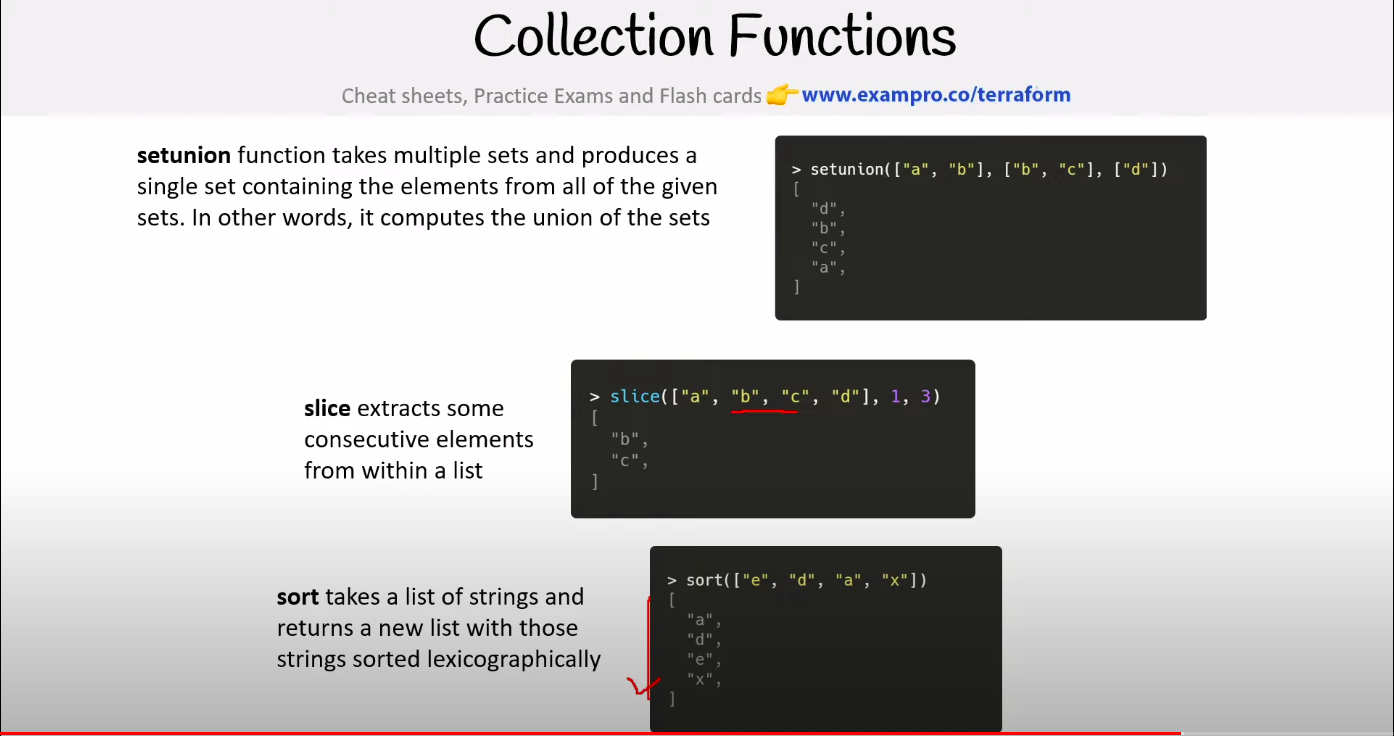 Collection Functions
Cheat sheets, Practice Exams and Flash cards 👉 www.exampro.co/terraform
setunion function takes multiple sets and produces a
single set containing the elements from all of the given
sets. In other words, it computes the union of the sets
> setunion(["a", "b"], ["b", "c"], ["d"])
[
  "d",
  "b",
  "c",
  "a",
]
slice extracts some
consecutive elements
from within a list
> slice(["a", "b", "c", "d"], 1, 3)
[
  "b",
  "c",
]
sort takes a list of strings and
returns a new list with those
strings sorted lexicographically
> sort(["e", "d", "a", "x"])
[
  "a",
  "d",
  "e",
  "x",
]